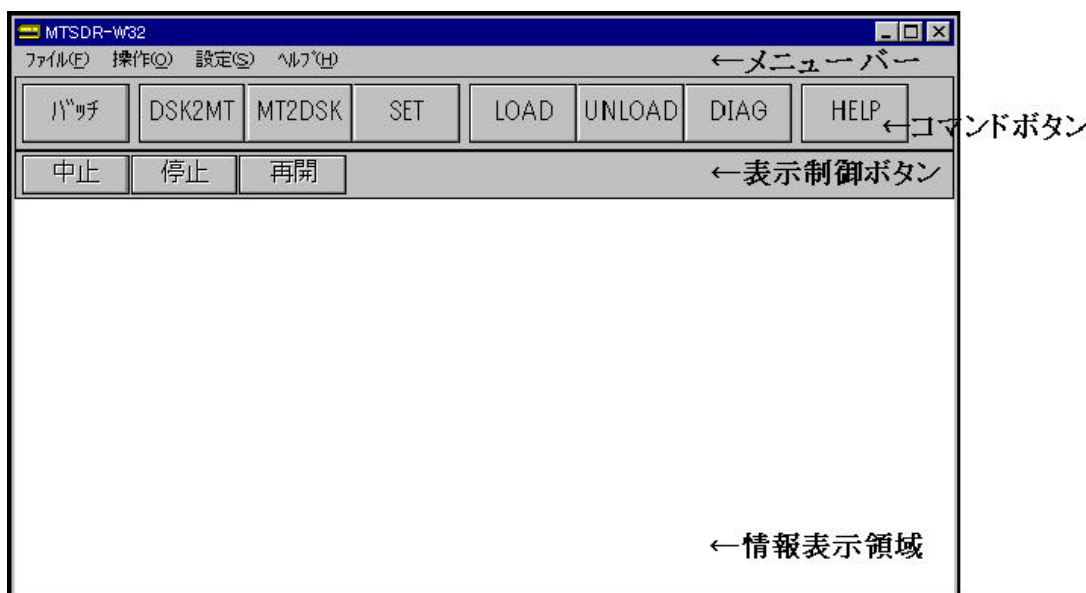 MTSDR-W32
ﾌｧｲﾙ(F) 操作(O) 設定(S) ﾍﾙﾌﾟ(H) ←メニューバー
ﾊﾞｯﾁ DSK2MT MT2DSK SET LOAD UNLOAD DIAG HELP ←コマンドボタン
中止 停止 再開 ←表示制御ボタン
←情報表示領域